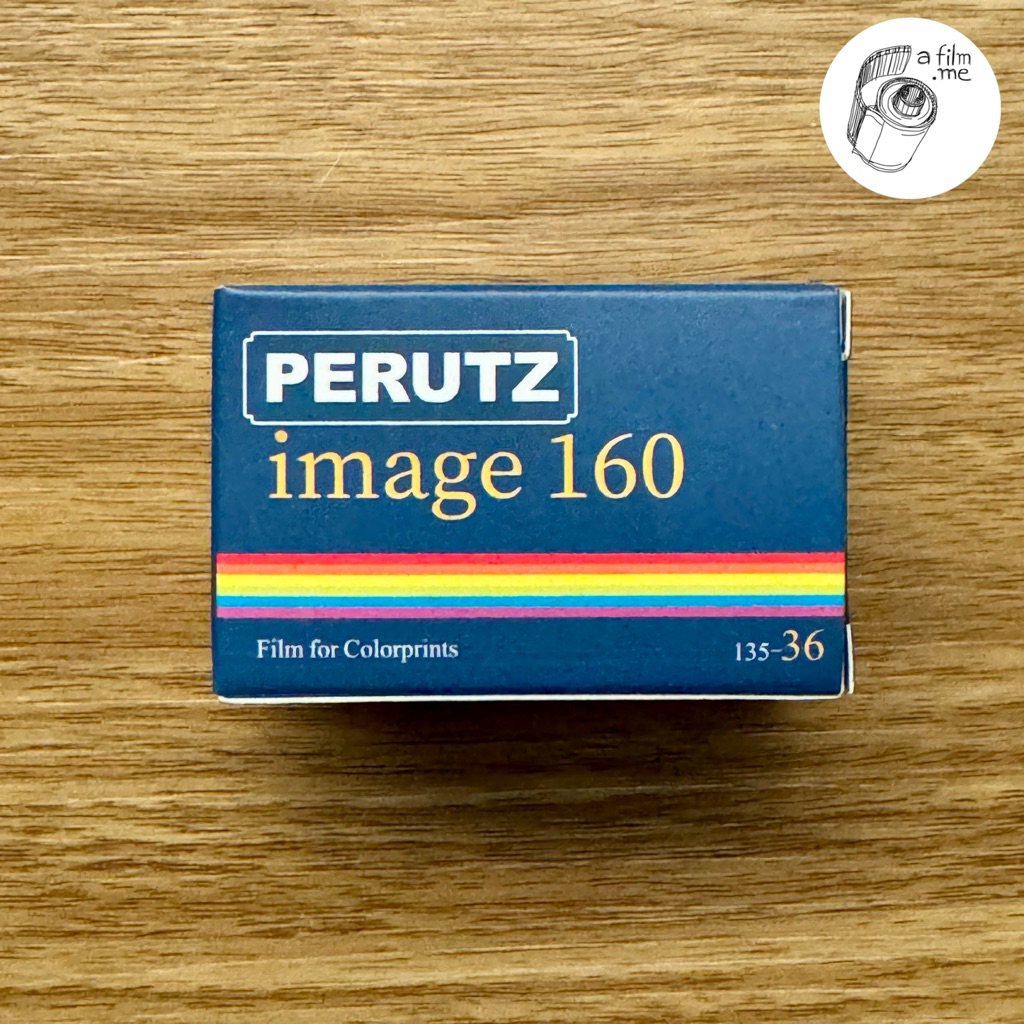 a film
.me
PERUTZ
image 160
Film for Colorprints
135-36